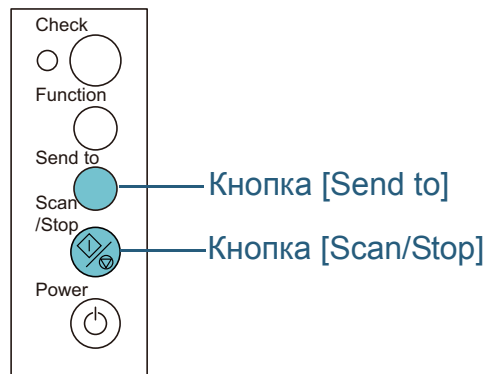 Check
Function
Send to
Кнопка [Send to]
Scan
/Stop
Кнопка [Scan/Stop]
Power